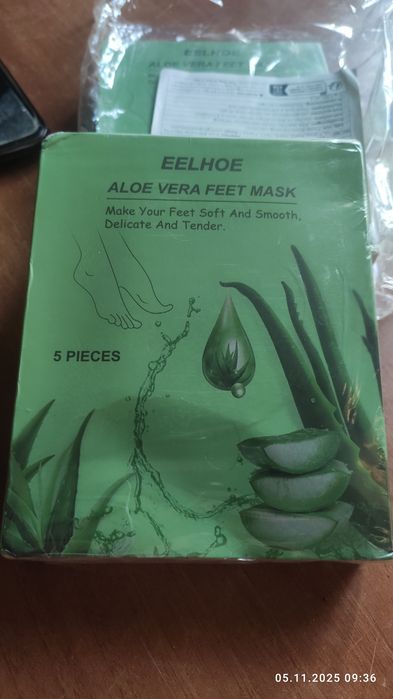 EELHOE
ALOE VERA FEET
EELHOE
ALOE VERA FEET MASK
Make Your Feet Soft And Smooth,
Delicate And Tender.
5 PIECES
05.11.2025 09:36